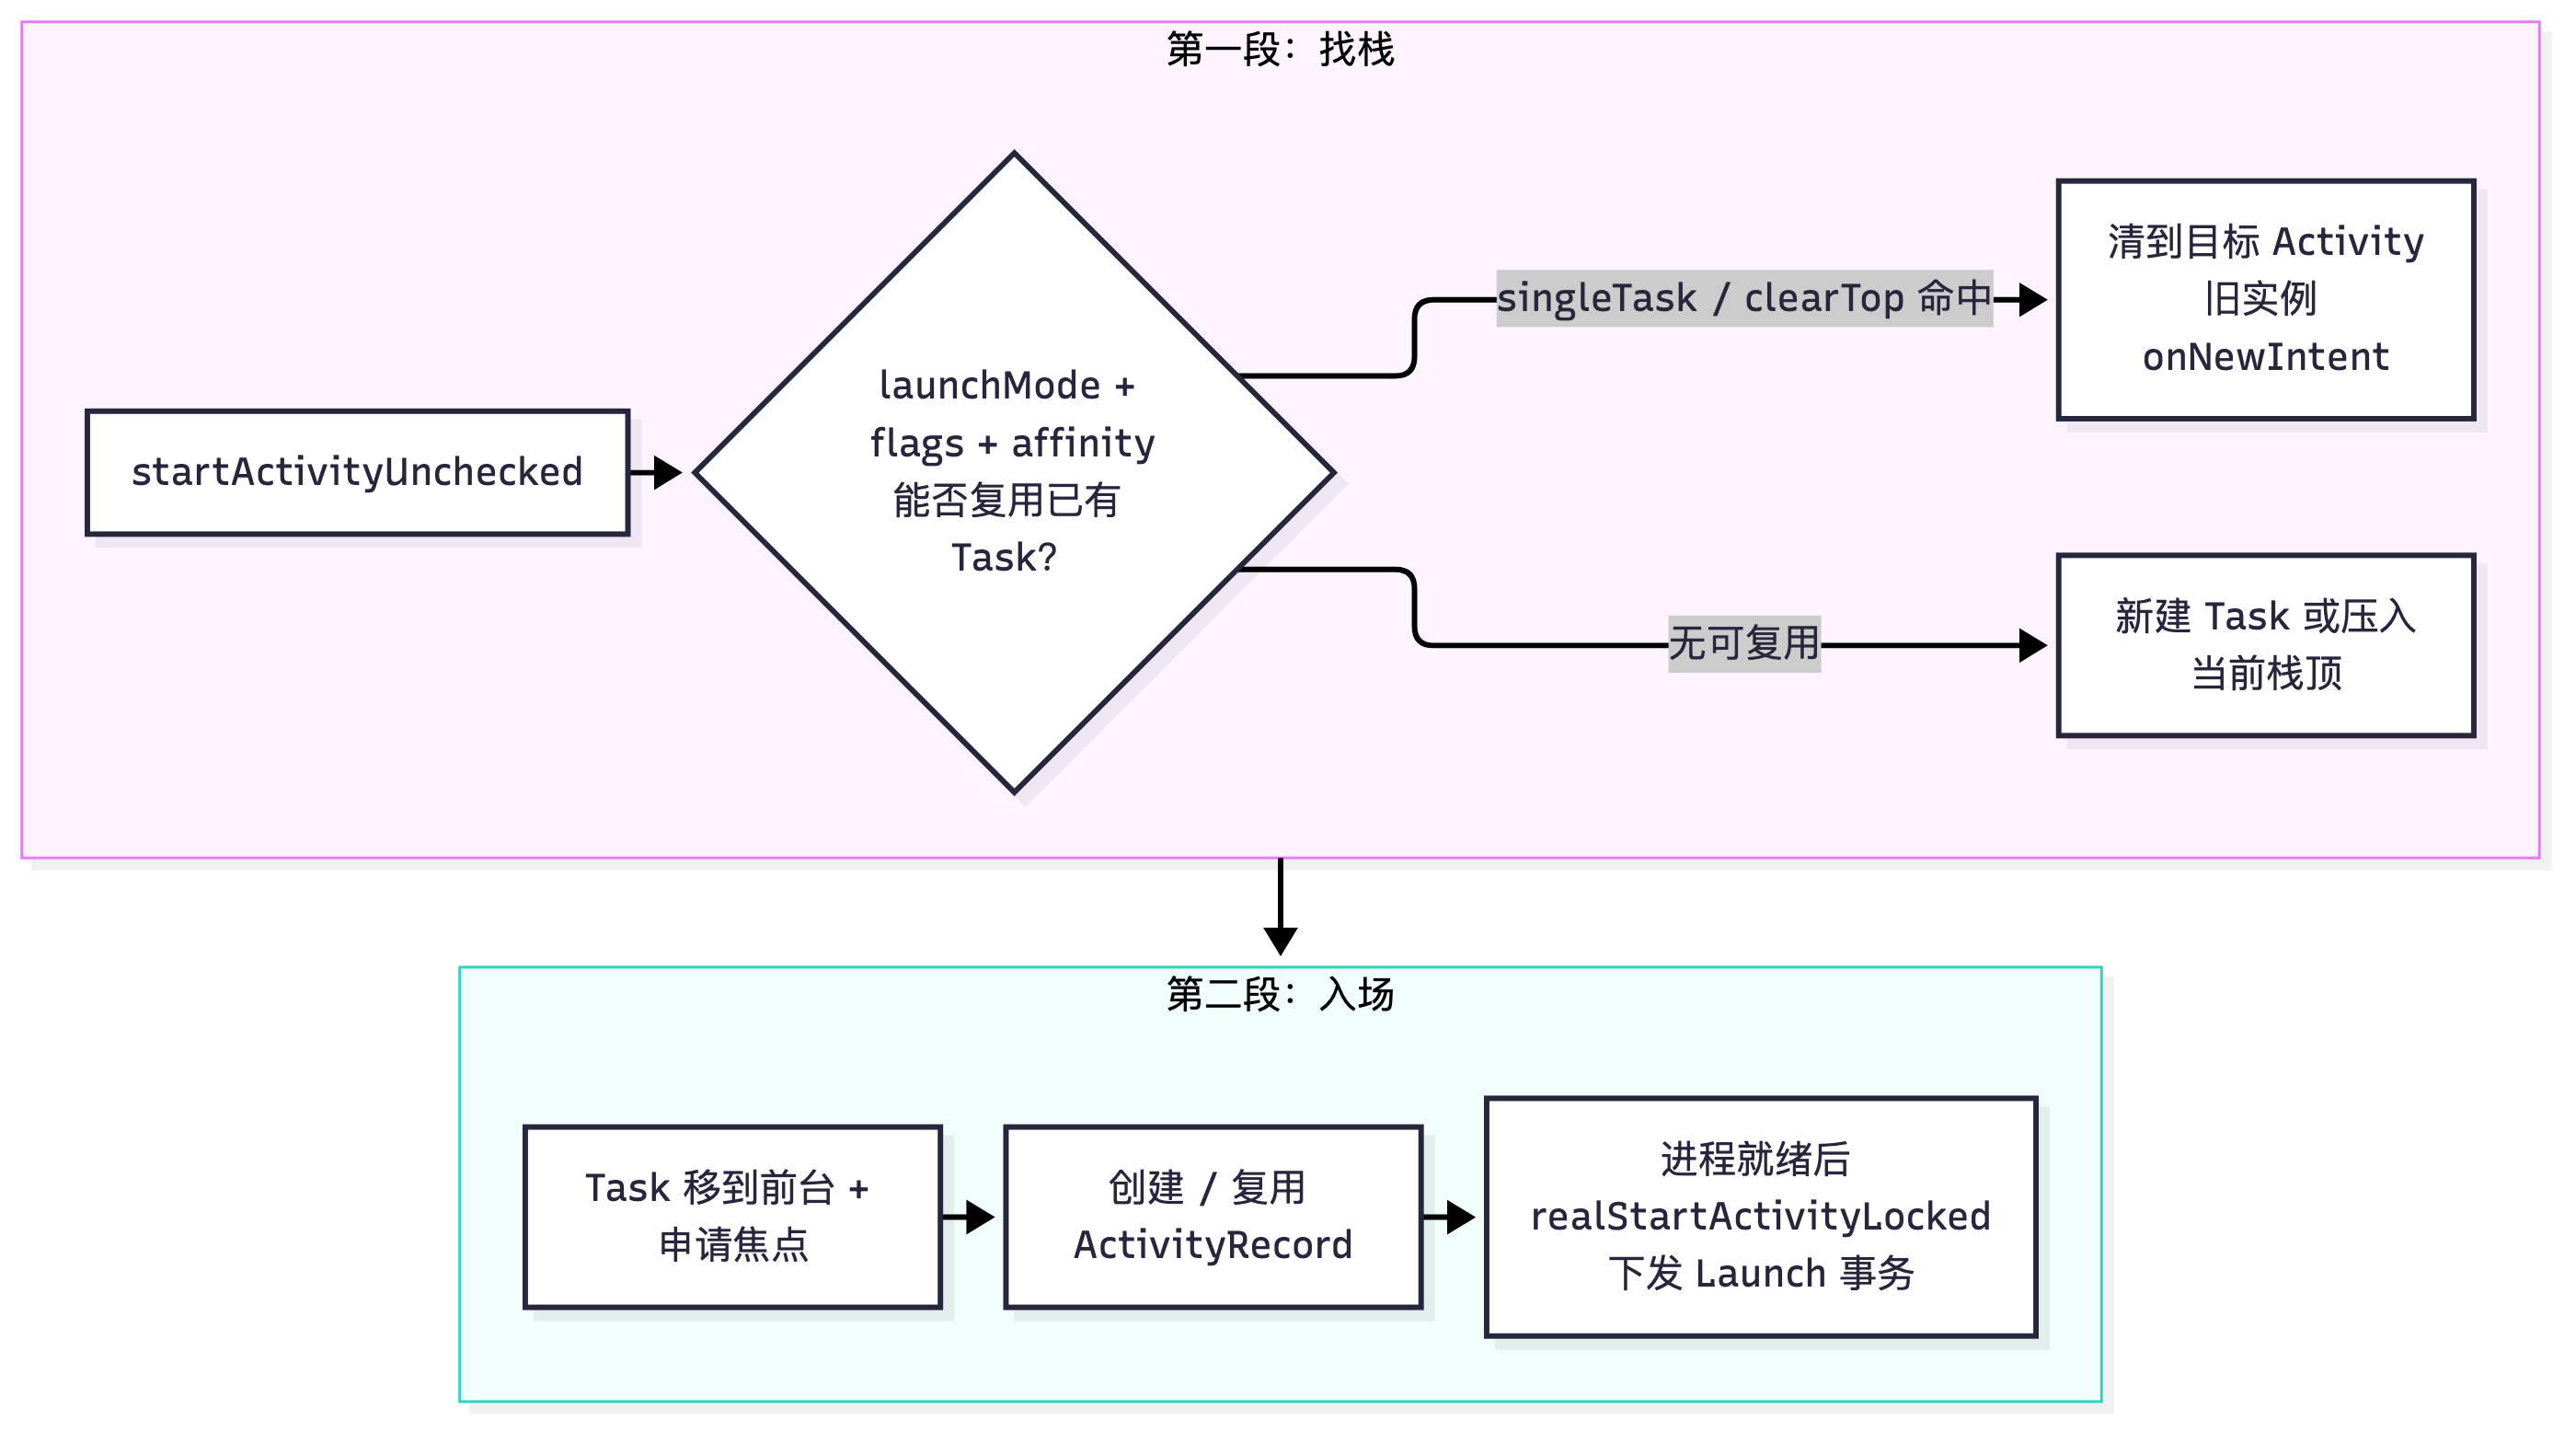 第一段：找栈
startActivityUnchecked
launchMode +
flags + affinity
能否复用已有
Task?
singleTask / clearTop 命中
清到目标 Activity
旧实例
onNewIntent
无可复用
新建 Task 或压入
当前栈顶
第二段：入场
Task 移到前台 +
申请焦点
创建 / 复用
ActivityRecord
进程就绪后
realStartActivityLocked
下发 Launch 事务